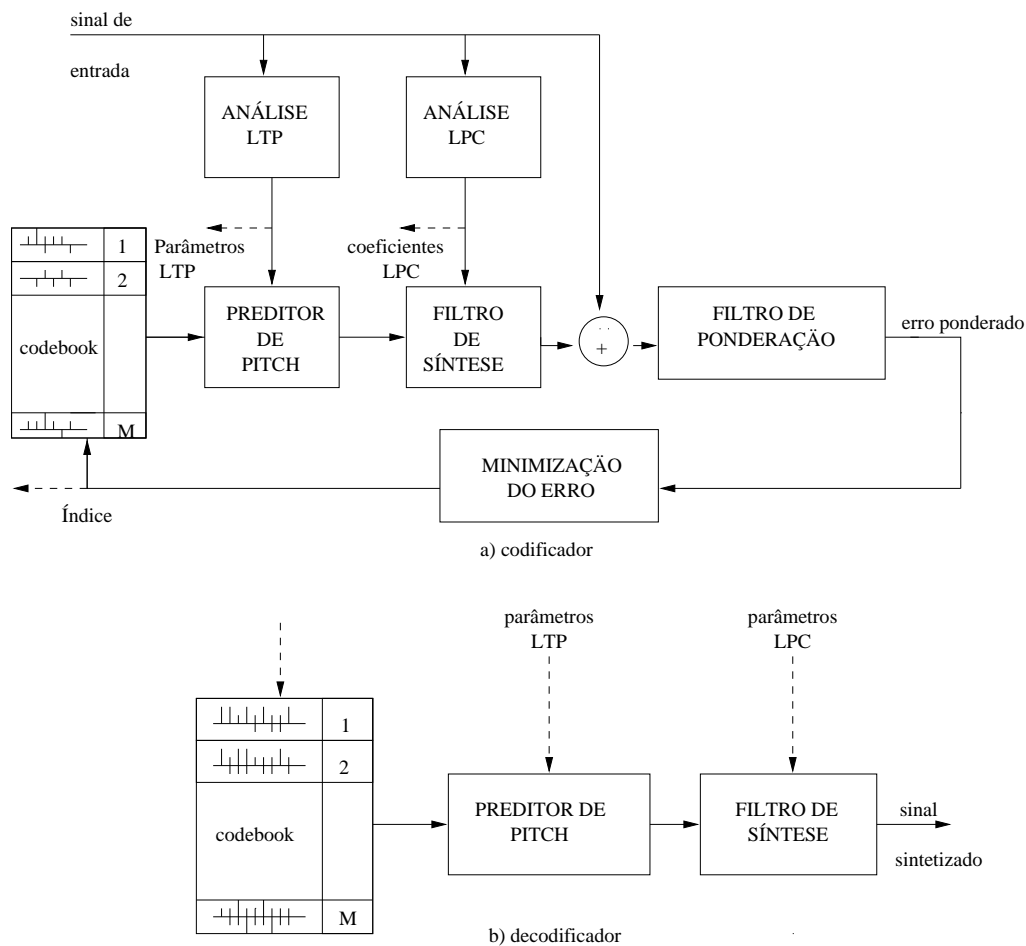 sinal de
entrada
ANÁLISE
LTP
ANÁLISE
LPC
Parâmetros
LTP
coeficientes
LPC
1
2
codebook
M
PREDITOR
DE
PITCH
FILTRO
DE
SÍNTESE
+
FILTRO DE
PONDERAÇÄO
erro ponderado
MINIMIZAÇÄO
DO ERRO
Índice
a) codificador
parâmetros
LTP
parâmetros
LPC
1
2
codebook
M
PREDITOR DE
PITCH
FILTRO DE
SÍNTESE
sinal
sintetizado
b) decodificador